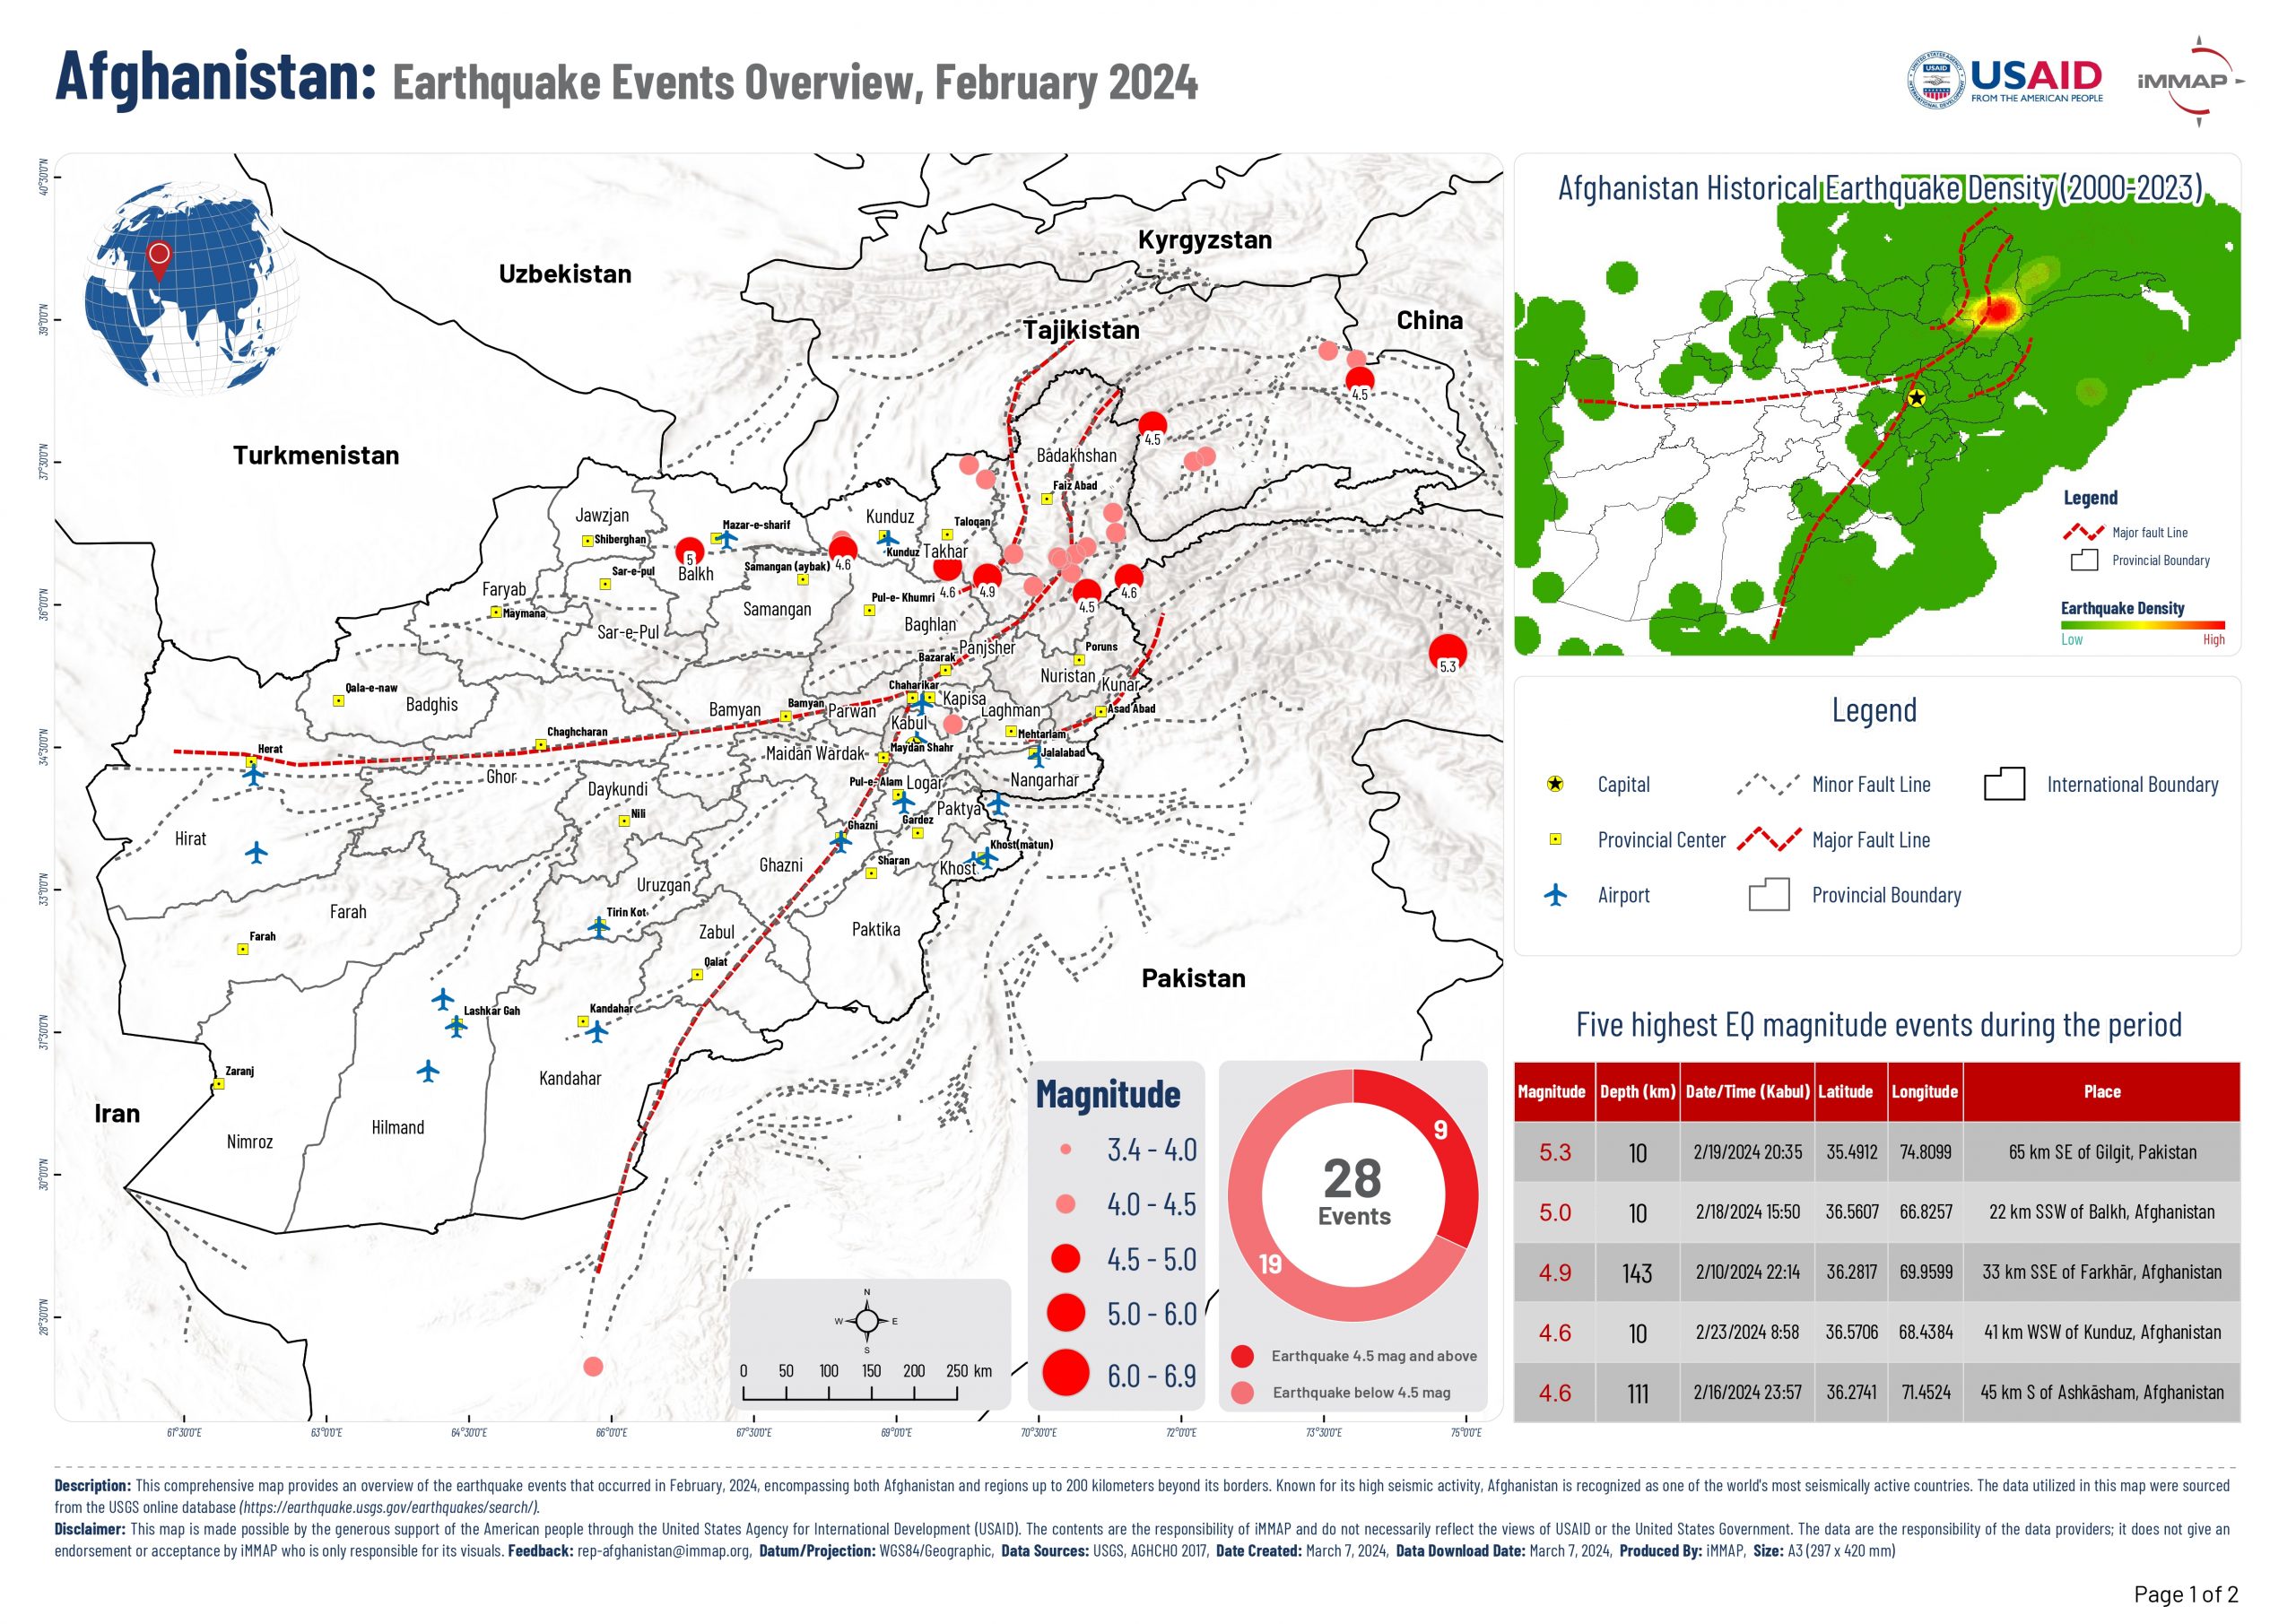 Afghanistan: Earthquake Events Overview, February 2024
USAID
FROM THE AMERICAN PEOPLE
iMMAP
40°30'0"N
39°0'0"N
37°30'0"N
36°0'0"N
34°30'0"N
33°0'0"N
31°30'0"N
30°0'0"N
28°30'0"N
Uzbekistan
Kyrgyzstan
Tajikistan
China
Turkmenistan
Pakistan
Iran
4.5
4.5
Bâdakhshan
Faiz Abad
Jawzjan
Shiberghan
Mazar-e-sharif
5
Balkh
Kunduz
Kunduz
Taloqan
Takhar
4.6
4.6
4.9
4.5
4.6
5.3
Samangan (aybak)
Samangan
Sar-e-pul
Sar-e-Pul
Faryab
Maymana
Pul-e- Khumri
Baghlan
Panjsher
Bazarak
Poruns
Nuristan
Kunar
Chaharikar
Kapisa
Laghman
Asad Abad
Qala-e-naw
Badghis
Bamyan
Bamyan
Parwan
Kabul
Mehtarlam
Chaghcharan
Herat
Maidan Wardak
Maydan Shahr
Jalalabad
Nangarhar
Ghor
Daykundi
Pul-e-Alam
Logar
Paktya
Nili
Gardez
Hirat
Ghazni
Ghazni
Khost(matun)
Khost
Sharan
Uruzgan
Farah
Tirin Kot
Zabul
Paktika
Farah
Qalat
Lashkar Gah
Kandahar
Kandahar
Zaranj
Nimroz
Hilmand
N
W
E
S
0 50 100 150 200 250 km
Magnitude
3.4 - 4.0
4.0 - 4.5
4.5 - 5.0
5.0 - 6.0
6.0 - 6.9
9
28
Events
19
Earthquake 4.5 mag and above
Earthquake below 4.5 mag
61°30'0"E 63°0'0"E 64°30'0"E 66°0'0"E 67°30'0"E 69°0'0"E 70°30'0"E 72°0'0"E 73°30'0"E 75°0'0"E
Afghanistan Historical Earthquake Density (2000-2023)
Legend
Major fault Line
Provincial Boundary
Earthquake Density
Low High
Legend
Capital Minor Fault Line International Boundary
Provincial Center Major Fault Line
Airport Provincial Boundary
Five highest EQ magnitude events during the period
Magnitude Depth (km) Date/Time (Kabul) Latitude Longitude Place
5.3 10 2/19/2024 20:35 35.4912 74.8099 65 km SE of Gilgit, Pakistan
5.0 10 2/18/2024 15:50 36.5607 66.8257 22 km SSW of Balkh, Afghanistan
4.9 143 2/10/2024 22:14 36.2817 69.9599 33 km SSE of Farkhār, Afghanistan
4.6 10 2/23/2024 8:58 36.5706 68.4384 41 km WSW of Kunduz, Afghanistan
4.6 111 2/16/2024 23:57 36.2741 71.4524 45 km S of Ashkāsham, Afghanistan
Description: This comprehensive map provides an overview of the earthquake events that occurred in February, 2024, encompassing both Afghanistan and regions up to 200 kilometers beyond its borders. Known for its high seismic activity, Afghanistan is recognized as one of the world's most seismically active countries. The data utilized in this map were sourced
from the USGS online database (https://earthquake.usgs.gov/earthquakes/search/).
Disclaimer: This map is made possible by the generous support of the American people through the United States Agency for International Development (USAID). The contents are the responsibility of iMMAP and do not necessarily reflect the views of USAID or the United States Government. The data are the responsibility of the data providers; it does not give an
endorsement or acceptance by iMMAP who is only responsible for its visuals. Feedback: rep-afghanistan@immap.org, Datum/Projection: WGS84/Geographic, Data Sources: USGS, AGHCHO 2017, Date Created: March 7, 2024, Data Download Date: March 7, 2024, Produced By: iMMAP, Size: A3 (297 x 420 mm)
Page 1 of 2